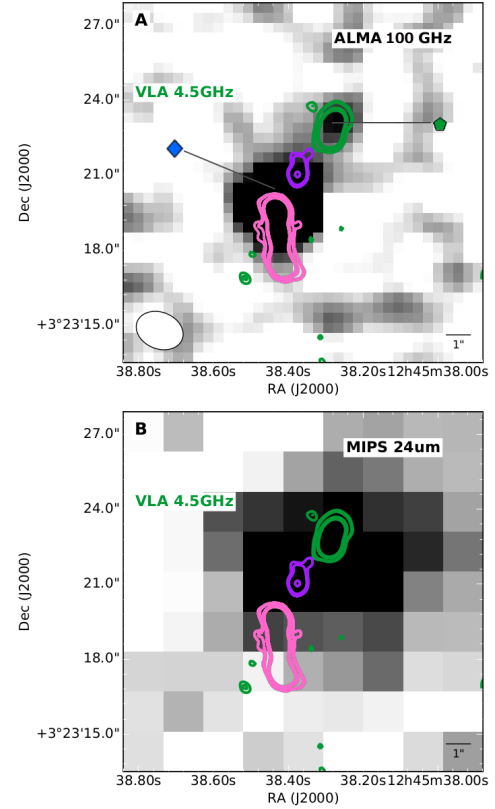 27.0"
A
ALMA 100 GHz
24.0"
VLA 4.5GHz
21.0"
Dec (J2000)
18.0"
+3°23'15.0"
1"
38.80s 38.60s 38.40s 38.20s 12h45m38.00s
RA (J2000)
27.0"
B
MIPS 24um
24.0"
VLA 4.5GHz
21.0"
Dec (J2000)
18.0"
+3°23'15.0"
1"
38.80s 38.60s 38.40s 38.20s 12h45m38.00s
RA (J2000)